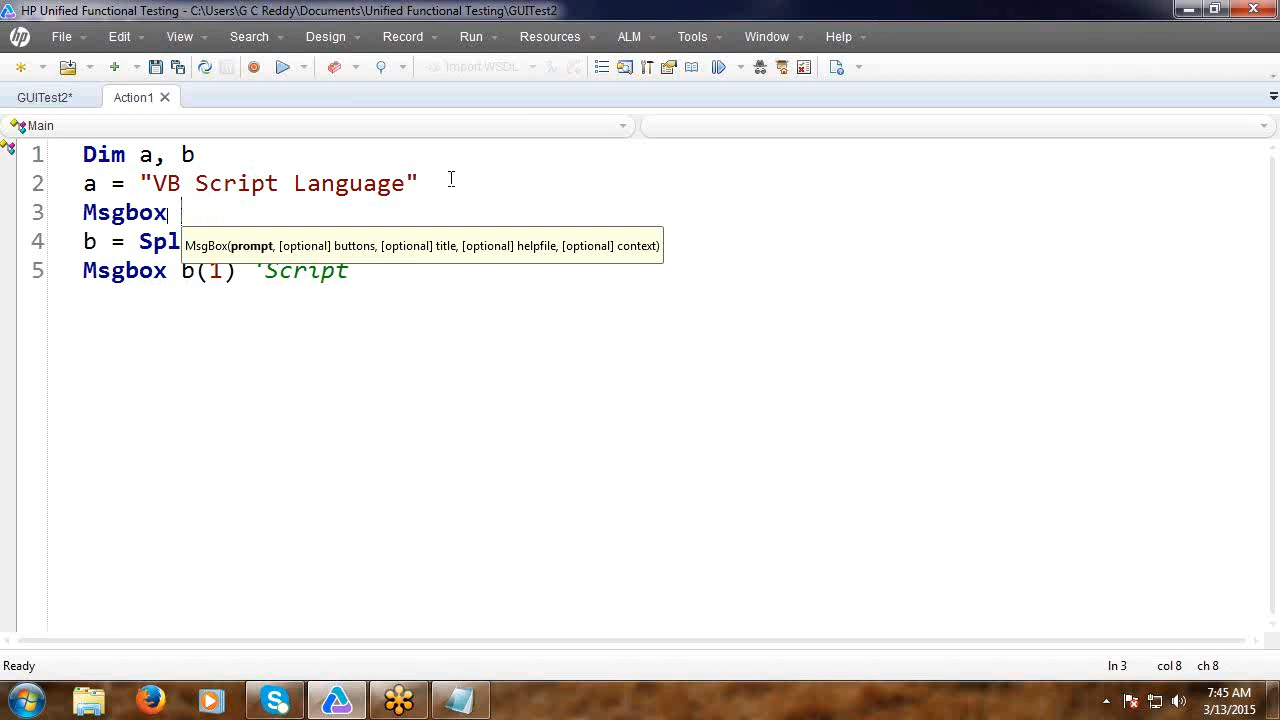 HP Unified Functional Testing - C:\Users\G C Reddy\Documents\Unified Functional Testing\GUITest2
File Edit View Search Design Record Run Resources ALM Tools Window Help
Import WSDL
GUITest2* Action1
Main
1 Dim a, b
2 a = "VB Script Language"
3 Msgbox
MsgBox(prompt, [optional] buttons, [optional] title, [optional] helpfile, [optional] context)
4 b = Spl
5 Msgbox b(1) 'Script
Ready ln 3 col 8 ch 8
7:45 AM
3/13/2015